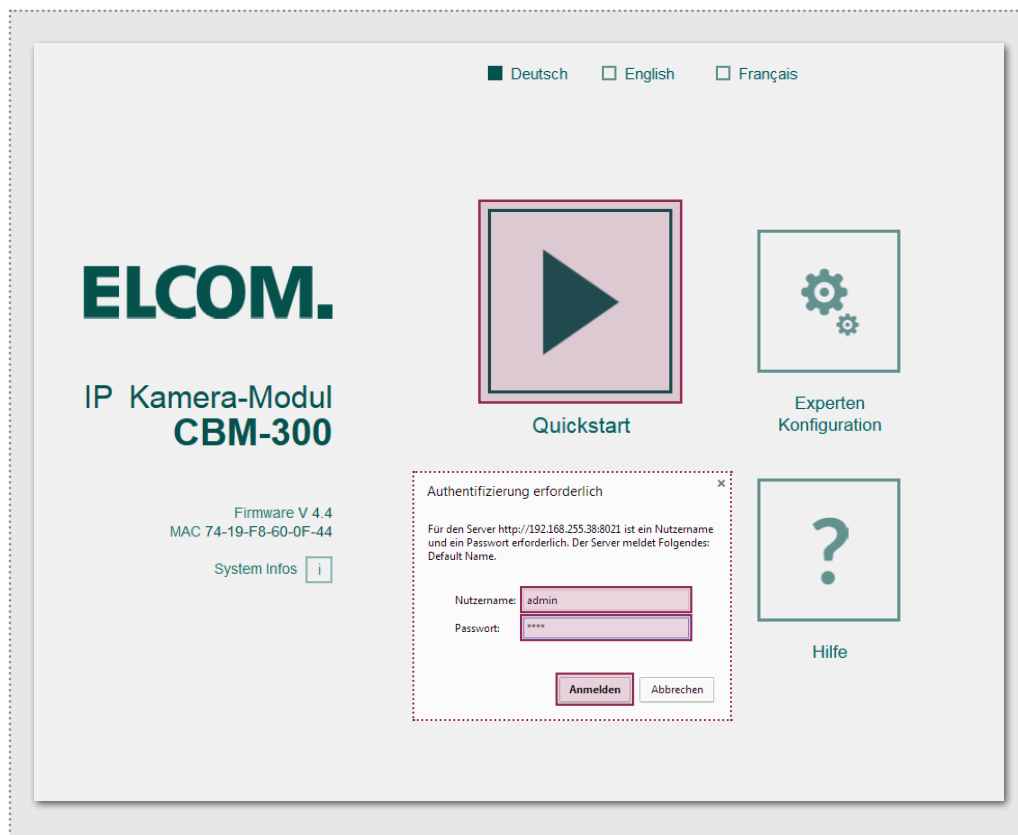 Deutsch English Français
ELCOM.
IP Kamera-Modul
CBM-300
Firmware V 4.4
MAC 74-19-F8-60-0F-44
System Infos i
Quickstart
Experten
Konfiguration
Authentifizierung erforderlich ×
Für den Server http://192.168.255.38:8021 ist ein Nutzername
und ein Passwort erforderlich. Der Server meldet Folgendes:
Default Name.
Nutzername: admin
Passwort: ****
Anmelden Abbrechen
?
Hilfe